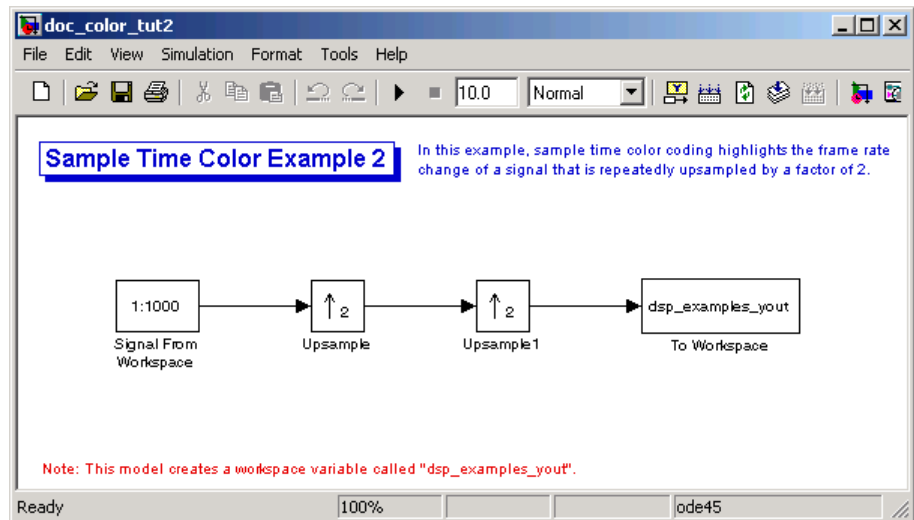 doc_color_tut2
File Edit View Simulation Format Tools Help
10.0 Normal
Sample Time Color Example 2
In this example, sample time color coding highlights the frame rate
change of a signal that is repeatedly upsampled by a factor of 2.
1:1000
↑2
↑2
dsp_examples_yout
Signal From
Workspace
Upsample
Upsample1
To Workspace
Note: This model creates a workspace variable called "dsp_examples_yout".
Ready 100% ode45